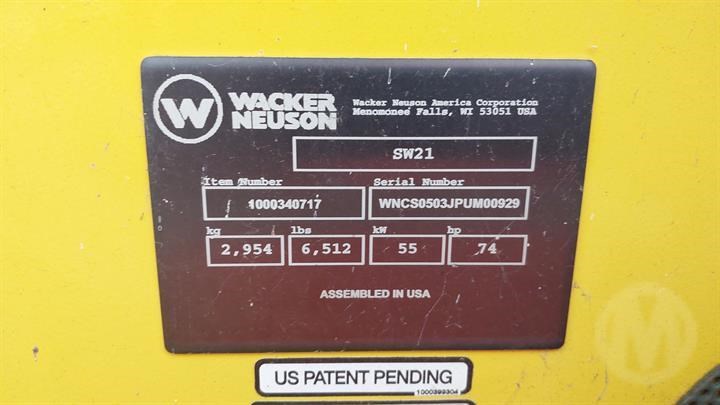 W
WACKER
NEUSON
Wacker Neuson America Corporation
Menomonee Falls, WI 53051 USA
SW21
Item Number Serial Number
1000340717 WNCS0503JPUM00929
kg lbs kW hp
2,954 6,512 55 74
ASSEMBLED IN USA
US PATENT PENDING
1000399304
M